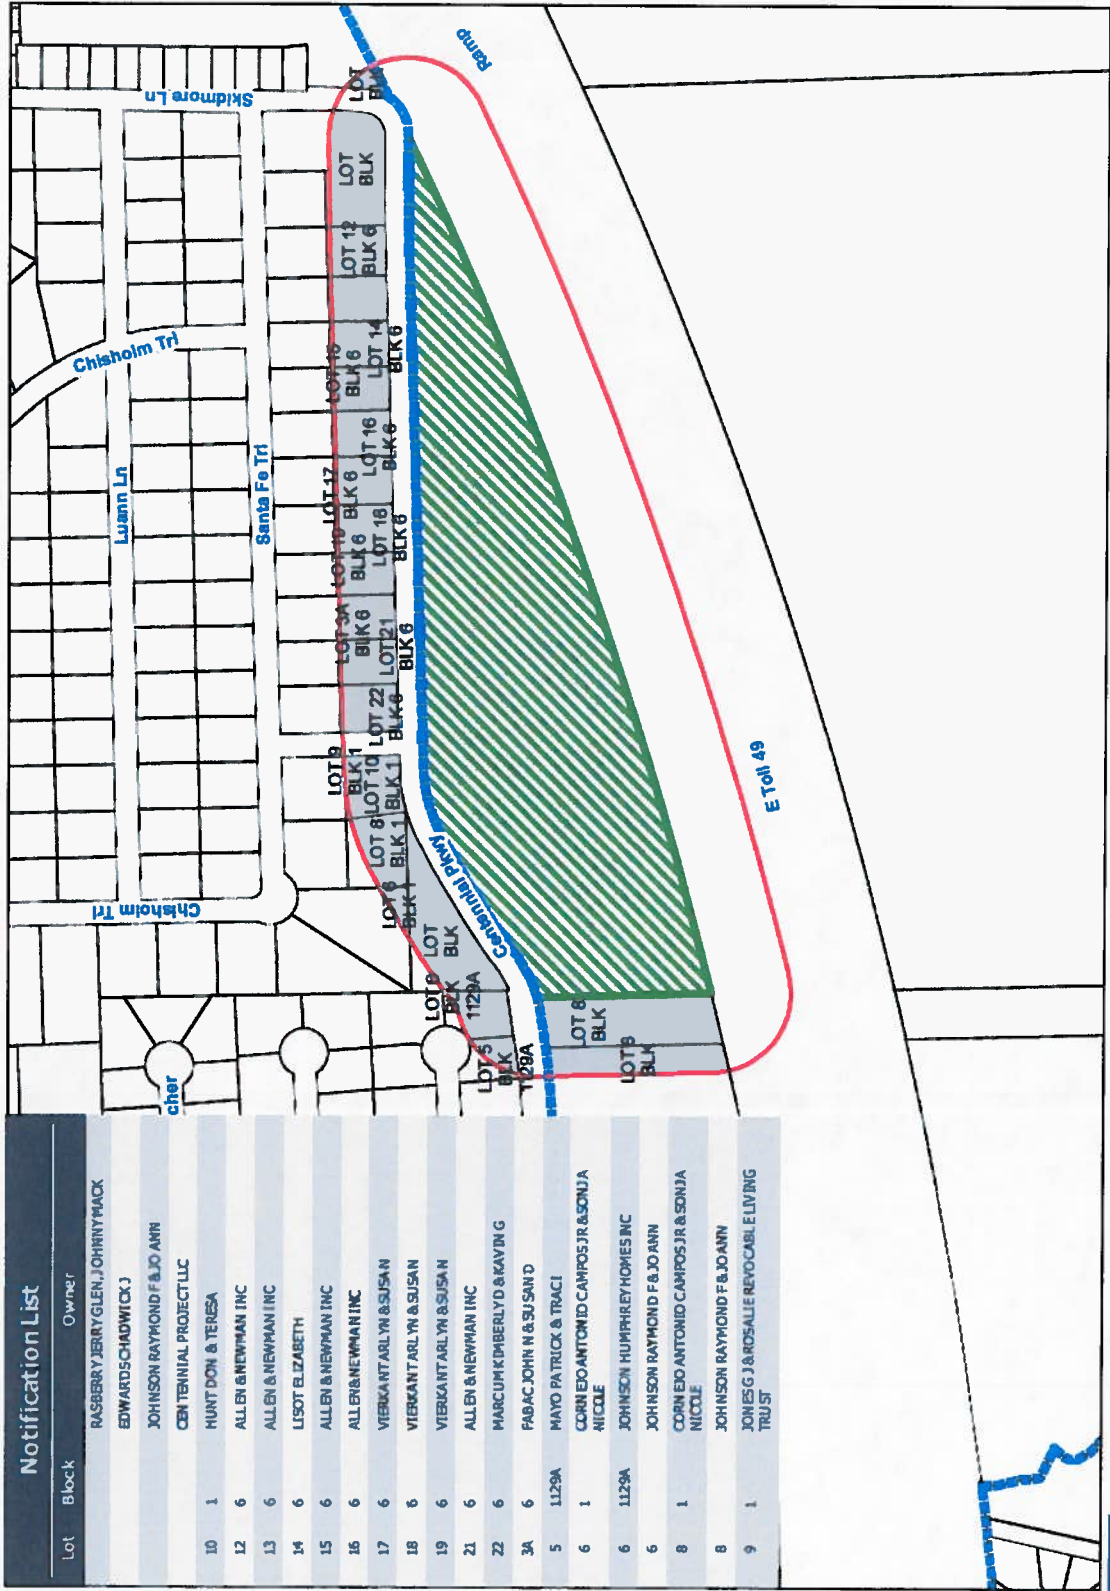 Notification List
Lot Block Owner
RASBERRY JERRY GLEN, JOHNNY MACK
EDWARDS CHADWICK J
JOHNSON RAYMOND F & JO ANN
CENTENNIAL PROJECT LLC
10 1 HUNT DON & TERESA
12 6 ALLEN & NEWMAN INC
13 6 ALLEN & NEWMAN INC
14 6 LISOT ELIZABETH
15 6 ALLEN & NEWMAN INC
16 6 ALLEN & NEWMAN INC
17 6 VIERKANT ARLYN & SUSAN
18 6 VIERKANT ARLYN & SUSAN
19 6 VIERKANT ARLYN & SUSAN
21 6 ALLEN & NEWMAN INC
22 6 MARCUM KIMBERLY D & KAVIN G
3A 6 FABAC JOHN N & SUSAN D
5 1129A MAYO PATRICK & TRACI
6 1 CORNEJO ANTONIO CAMPOS JR & SONJA
NICOLE
6 1129A JOHNSON HUMPHREY HOMES INC
6 JOHNSON RAYMOND F & JO ANN
8 1 CORNEJO ANTONIO CAMPOS JR & SONJA
NICOLE
8 JOHNSON RAYMOND F & JO ANN
9 1 JONES G J & ROSALIE REVOCABLE LIVING
TRUST
cher
Chisholm Trl
Luann Ln
Santa Fe Trl
Chisholm Trl
Skidmore Ln
Ramp
Centennial Pkwy
E Toll 49
LOT 5
BLK
1129A
LOT 6
BLK
1129A
LOT
BLK
LOT 6
BLK 1
LOT 8
BLK 1
LOT 9
BLK 1
LOT 10
BLK 1
LOT 22
BLK 6
LOT 3A
BLK 6
LOT 21
BLK 6
LOT 19
BLK 6
LOT 18
BLK 6
LOT 17
BLK 6
LOT 16
BLK 6
LOT 15
BLK 6
LOT 14
BLK 6
LOT 12
BLK 6
LOT
BLK
LOT
BLK
LOT 8
BLK
LOT 6
BLK